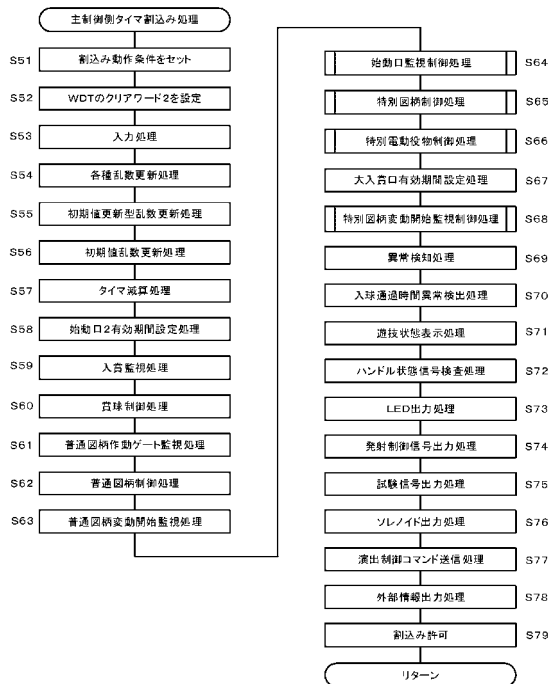 主制御側タイマ割込み処理
S51 割込み動作条件をセット
S52 WDTのクリアワード2を設定
S53 入力処理
S54 各種乱数更新処理
S55 初期値更新型乱数更新処理
S56 初期値乱数更新処理
S57 タイマ減算処理
S58 始動口2有効期間設定処理
S59 入賞監視処理
S60 賞球制御処理
S61 普通図柄作動ゲート監視処理
S62 普通図柄制御処理
S63 普通図柄変動開始監視処理
始動口監視制御処理 S64
特別図柄制御処理 S65
特別電動役物制御処理 S66
大入賞口有効期間設定処理 S67
特別図柄変動開始監視制御処理 S68
異常検知処理 S69
入球通過時間異常検出処理 S70
遊技状態表示処理 S71
ハンドル状態信号検査処理 S72
LED出力処理 S73
発射制御信号出力処理 S74
試験信号出力処理 S75
ソレノイド出力処理 S76
演出制御コマンド送信処理 S77
外部情報出力処理 S78
割込み許可 S79
リターン